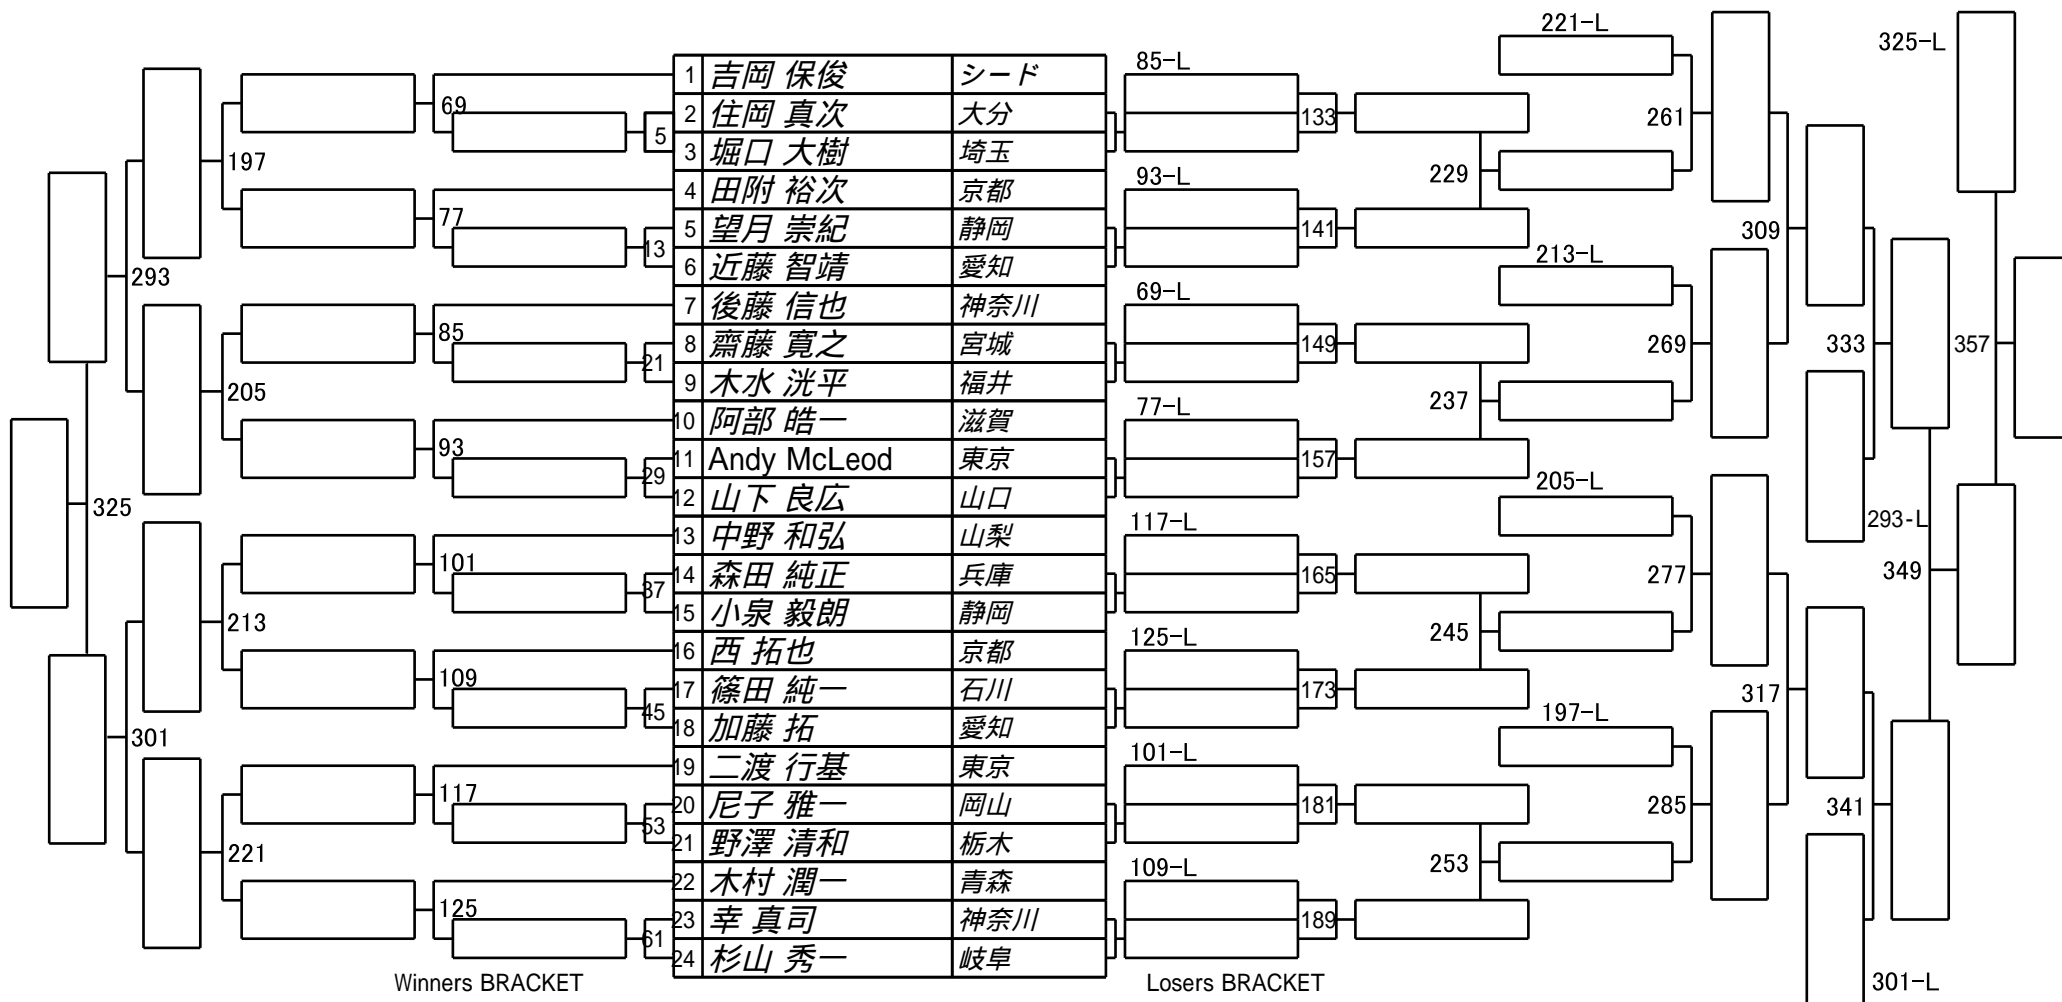 221-L
325-L
85-L
1 吉岡 保俊 シード
69
2 住岡 真次 大分
133
261
5
3 堀口 大樹 埼玉
197
229
93-L
4 田附 裕次 京都
77
5 望月 崇紀 静岡
141
309
13
6 近藤 智靖 愛知
293
213-L
69-L
7 後藤 信也 神奈川
85
8 齋藤 寛之 宮城
149
269
333
357
21
9 木水 洸平 福井
205
237
77-L
10 阿部 皓一 滋賀
93
11 Andy McLeod 東京
157
29
12 山下 良広 山口
205-L
325
293-L
117-L
13 中野 和弘 山梨
101
14 森田 純正 兵庫
165
277
349
37
15 小泉 毅朗 静岡
213
245
125-L
16 西 拓也 京都
109
17 篠田 純一 石川
173
317
45
18 加藤 拓 愛知
197-L
301
101-L
19 二渡 行基 東京
117
20 尼子 雅一 岡山
181
285
341
53
21 野澤 清和 栃木
221
253
109-L
22 木村 潤一 青森
125
23 幸 真司 神奈川
189
61
24 杉山 秀一 岐阜
Winners BRACKET
Losers BRACKET
301-L